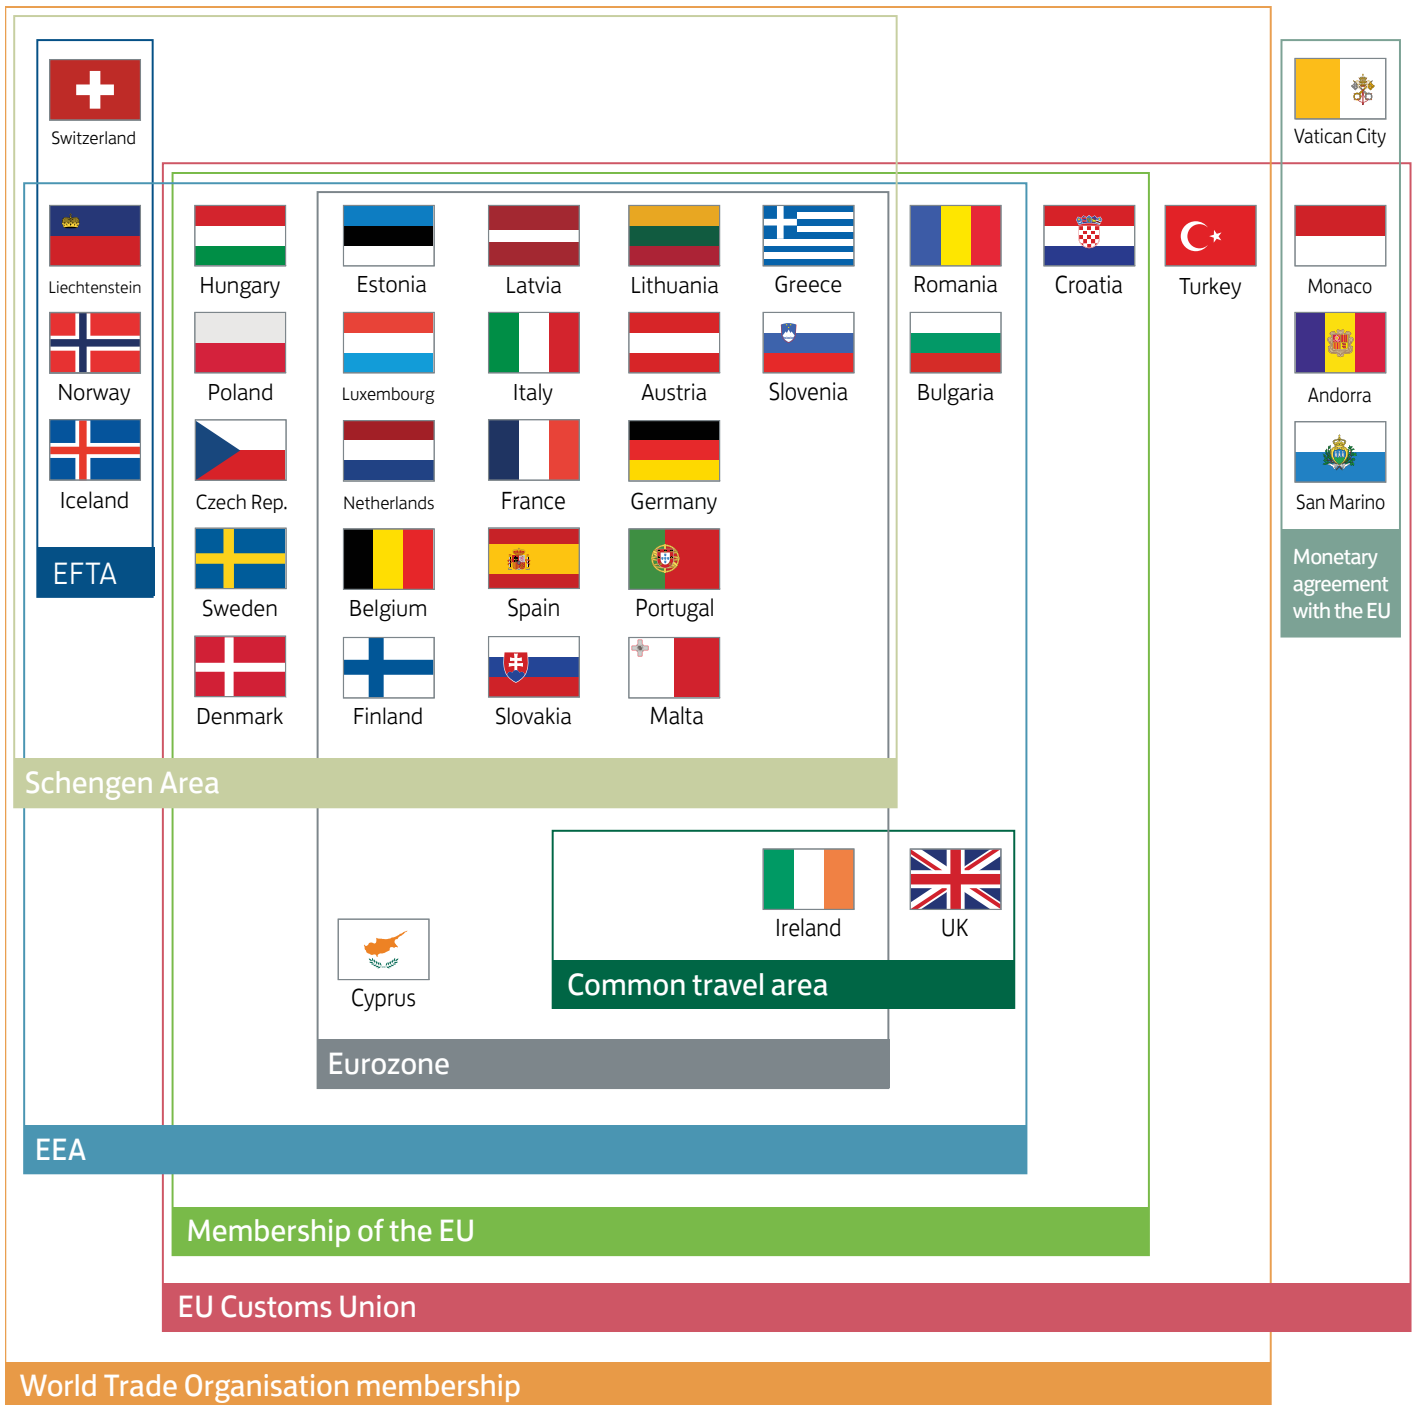 Switzerland
Vatican City
Liechtenstein
Hungary
Estonia
Latvia
Lithuania
Greece
Romania
Croatia
Turkey
Monaco
Norway
Poland
Luxembourg
Italy
Austria
Slovenia
Bulgaria
Andorra
Iceland
Czech Rep.
Netherlands
France
Germany
San Marino
EFTA
Monetary
agreement
with the EU
Sweden
Belgium
Spain
Portugal
Denmark
Finland
Slovakia
Malta
Schengen Area
Ireland
UK
Common travel area
Cyprus
Eurozone
EEA
Membership of the EU
EU Customs Union
World Trade Organisation membership